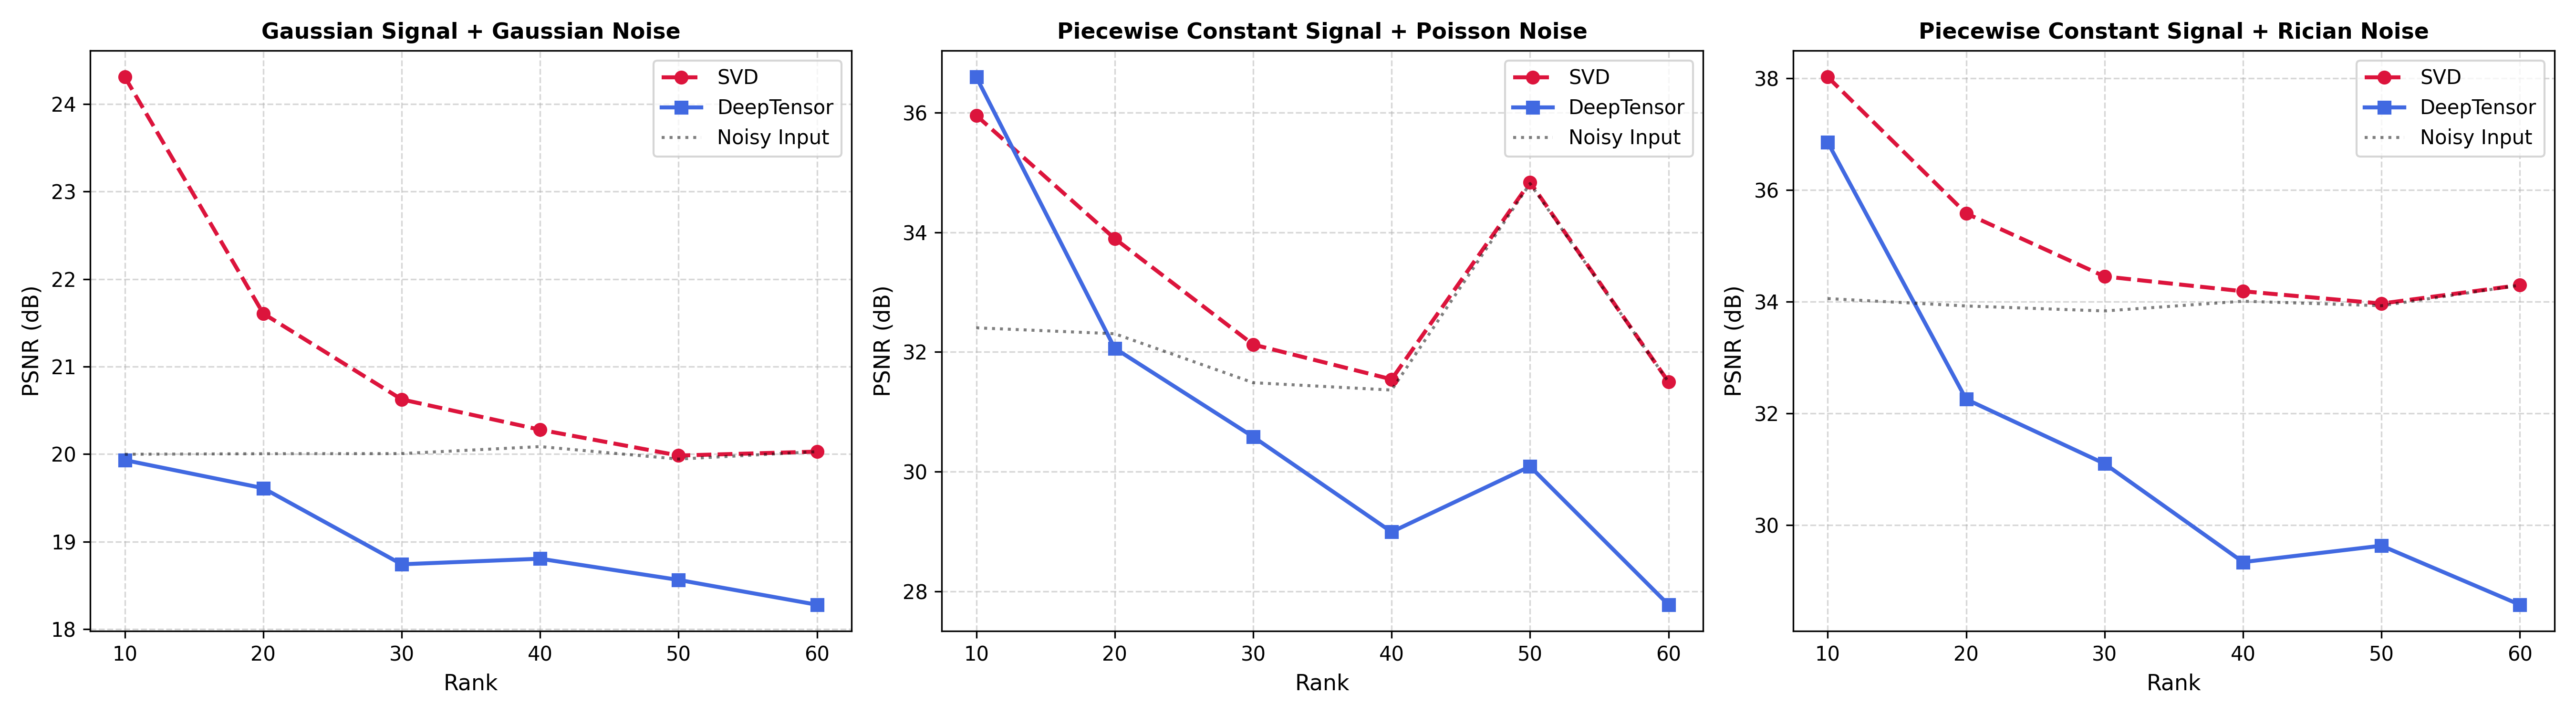 Gaussian Signal + Gaussian Noise
PSNR (dB)
24
23
22
21
20
19
18
10 20 30 40 50 60
Rank
SVD
DeepTensor
Noisy Input
Piecewise Constant Signal + Poisson Noise
PSNR (dB)
36
34
32
30
28
10 20 30 40 50 60
Rank
SVD
DeepTensor
Noisy Input
Piecewise Constant Signal + Rician Noise
PSNR (dB)
38
36
34
32
30
10 20 30 40 50 60
Rank
SVD
DeepTensor
Noisy Input